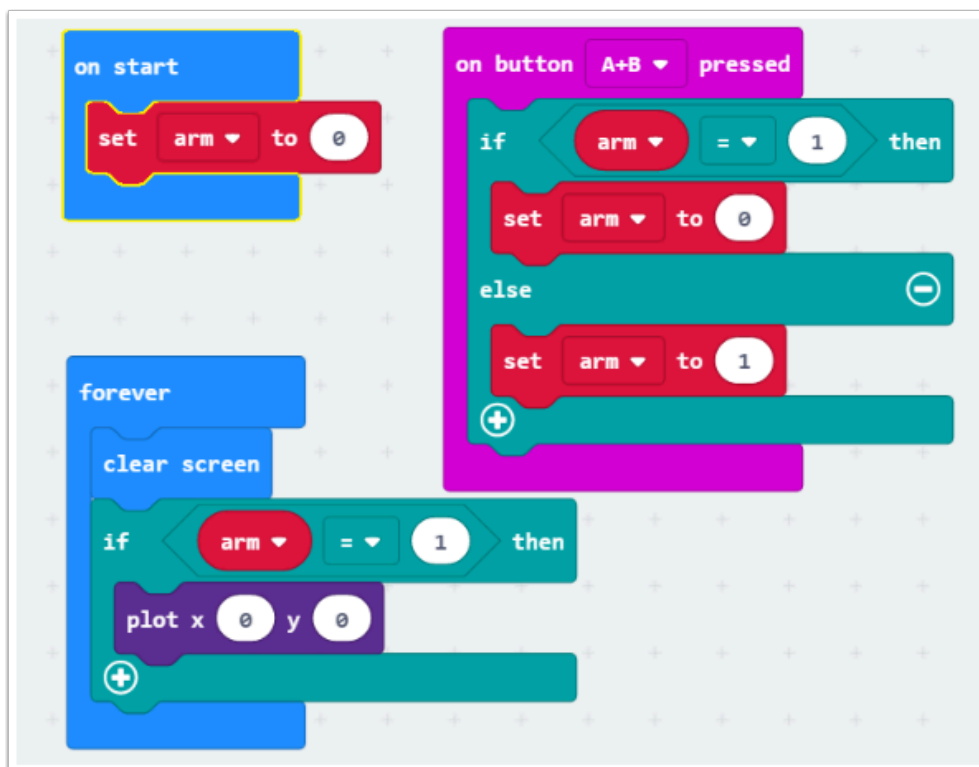 on start
set arm to 0
on button A+B pressed
if arm = 1 then
set arm to 0
else
set arm to 1
forever
clear screen
if arm = 1 then
plot x 0 y 0